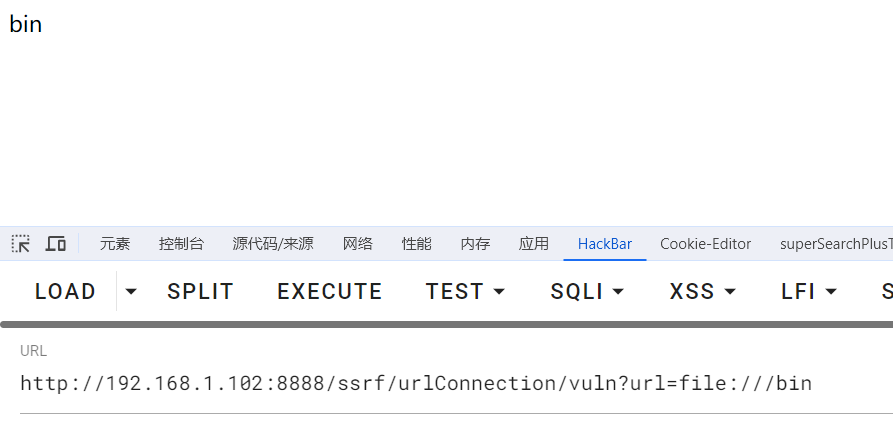 bin
元素 控制台 源代码/来源 网络 性能 内存 应用 HackBar Cookie-Editor superSearchPlusT
LOAD SPLIT EXECUTE TEST SQLI XSS LFI S
URL
http://192.168.1.102:8888/ssrf/urlConnection/vuln?url=file:///bin